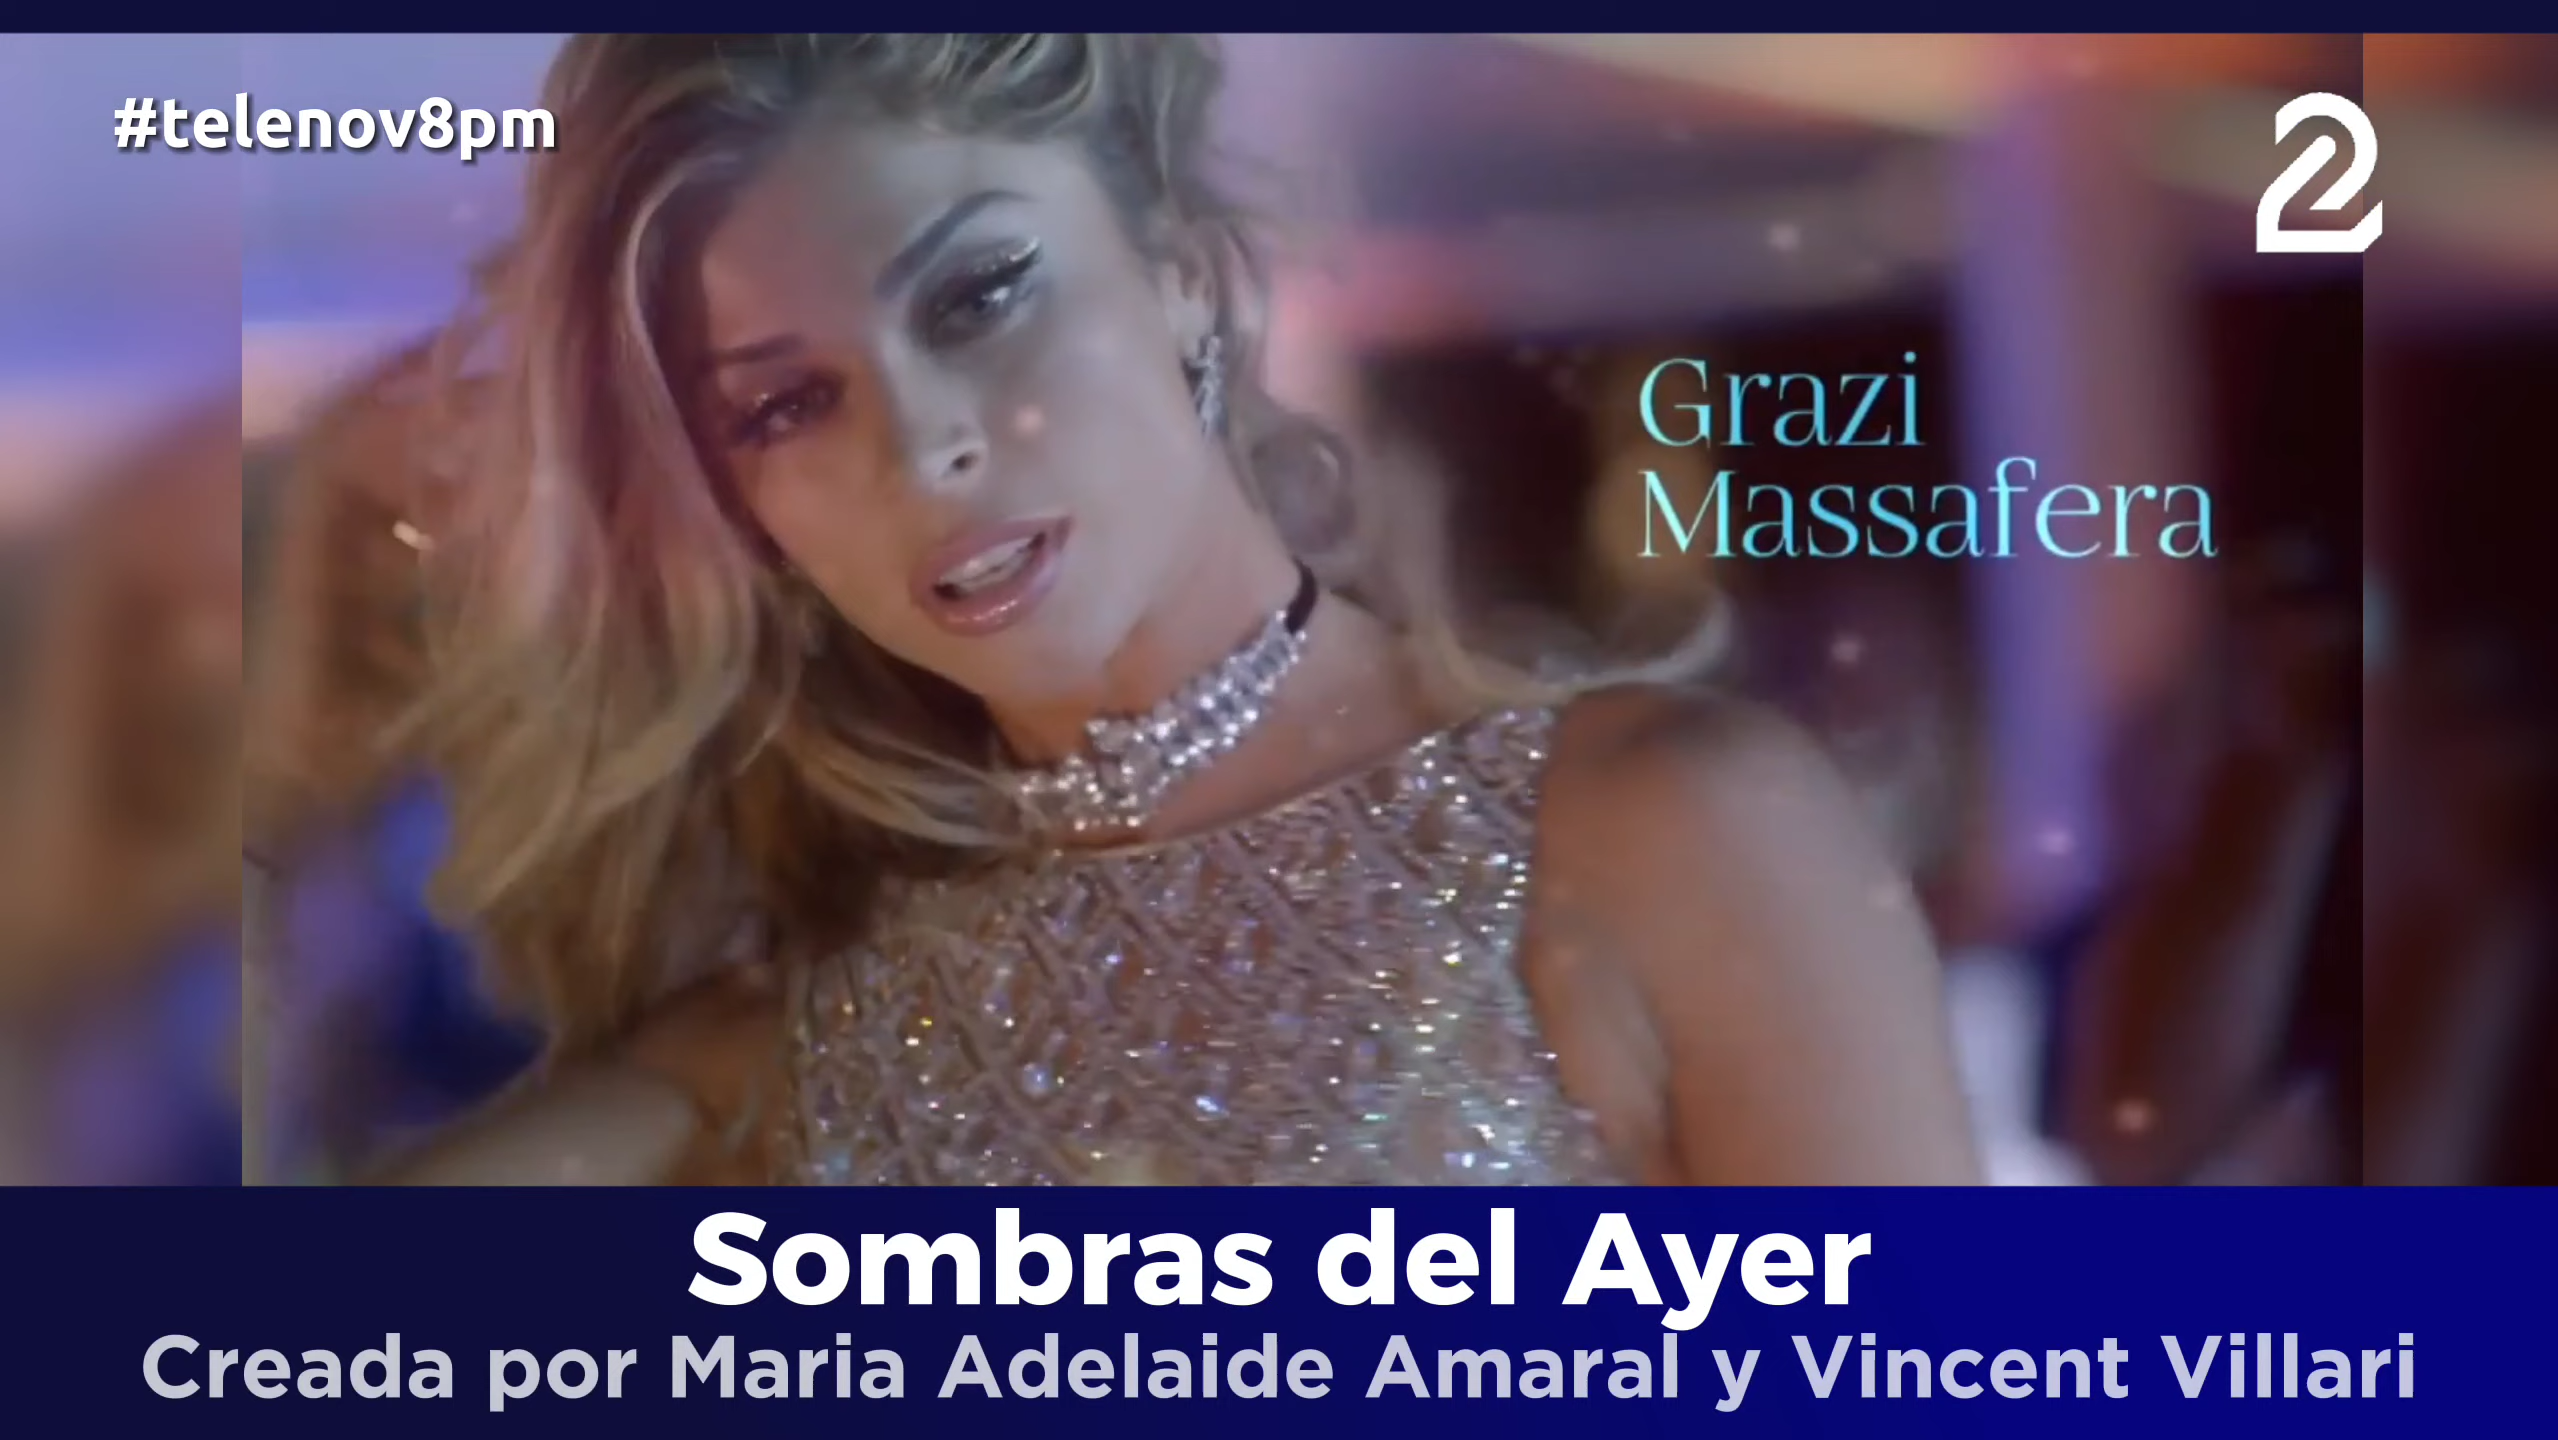 #telenov8pm
2
Grazi
Massafera
Sombras del Ayer
Creada por Maria Adelaide Amaral y Vincent Villari